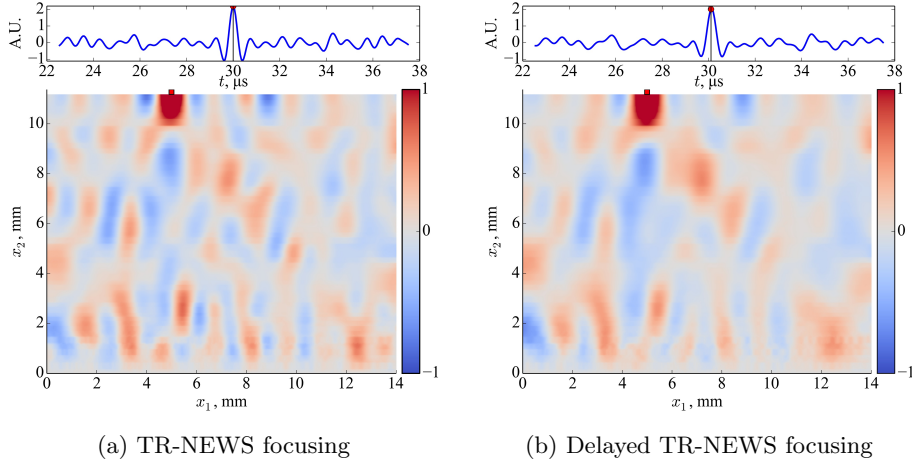 A.U.
2
0
−1
22 24 26 28 30 32 34 36 38
t, μs
x₂, mm
10
8
6
4
2
0
0 2 4 6 8 10 12 14
x₁, mm
1
0
−1
(a) TR-NEWS focusing
A.U.
2
1
0
−1
22 24 26 28 30 32 34 36 38
t, μs
x₂, mm
10
8
6
4
2
0
0 2 4 6 8 10 12 14
x₁, mm
1
0
−1
(b) Delayed TR-NEWS focusing